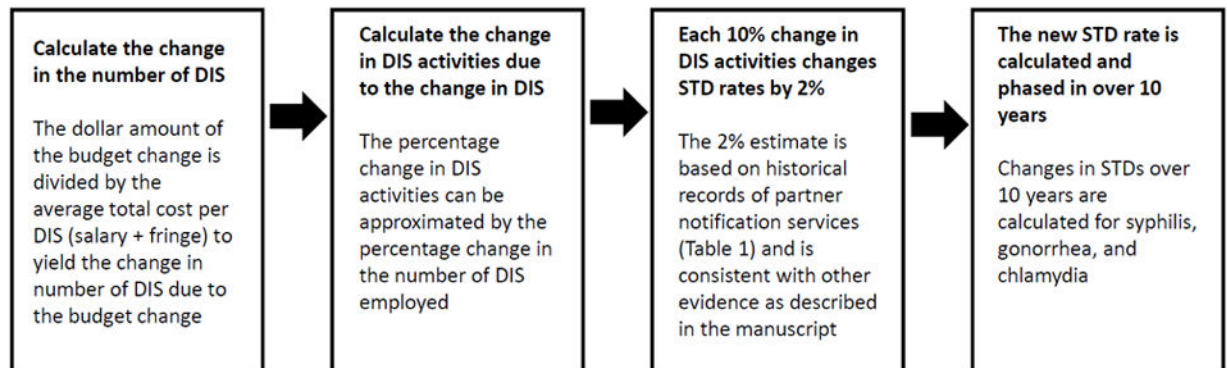 Calculate the change
in the number of DIS
The dollar amount of
the budget change is
divided by the
average total cost per
DIS (salary + fringe) to
yield the change in
number of DIS due to
the budget change
Calculate the change
in DIS activities due
to the change in DIS
The percentage
change in DIS
activities can be
approximated by the
percentage change in
the number of DIS
employed
Each 10% change in
DIS activities changes
STD rates by 2%
The 2% estimate is
based on historical
records of partner
notification services
(Table 1) and is
consistent with other
evidence as described
in the manuscript
The new STD rate is
calculated and
phased in over 10
years
Changes in STDs over
10 years are
calculated for syphilis,
gonorrhea, and
chlamydia